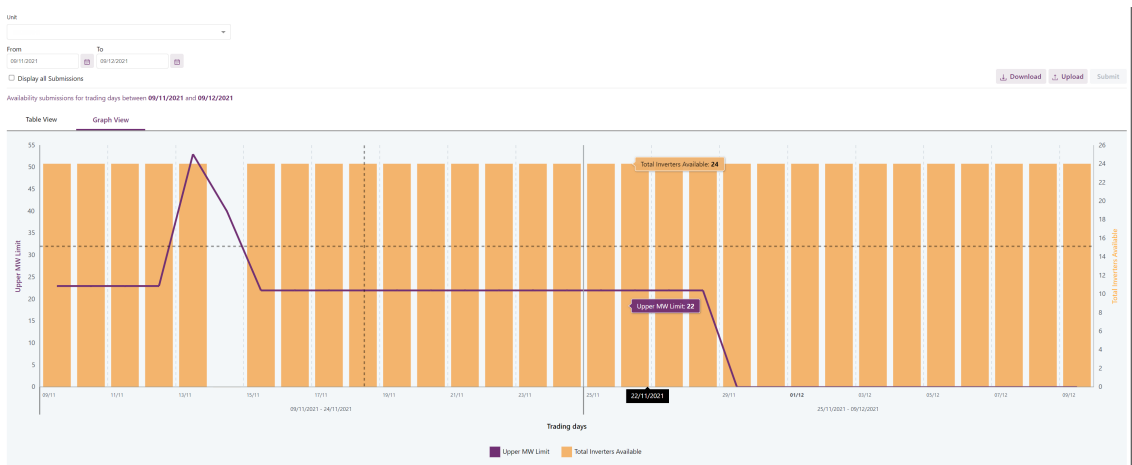 Unit
From
To
09/11/2021
09/12/2021
Display all Submissions
Download
Upload
Submit
Availability submissions for trading days between 09/11/2021 and 09/12/2021
Table View
Graph View
55
50
45
40
35
30
25
20
15
10
5
0
Upper MW Limit
26
24
22
20
18
16
14
12
10
8
6
4
2
0
Total Inverters Available
Total Inverters Available: 24
Upper MW Limit: 22
09/11
11/11
13/11
15/11
17/11
19/11
21/11
23/11
25/11
22/11/2021
29/11
01/12
03/12
05/12
07/12
09/12
09/11/2021 - 24/11/2021
25/11/2021 - 09/12/2021
Trading days
Upper MW Limit
Total Inverters Available